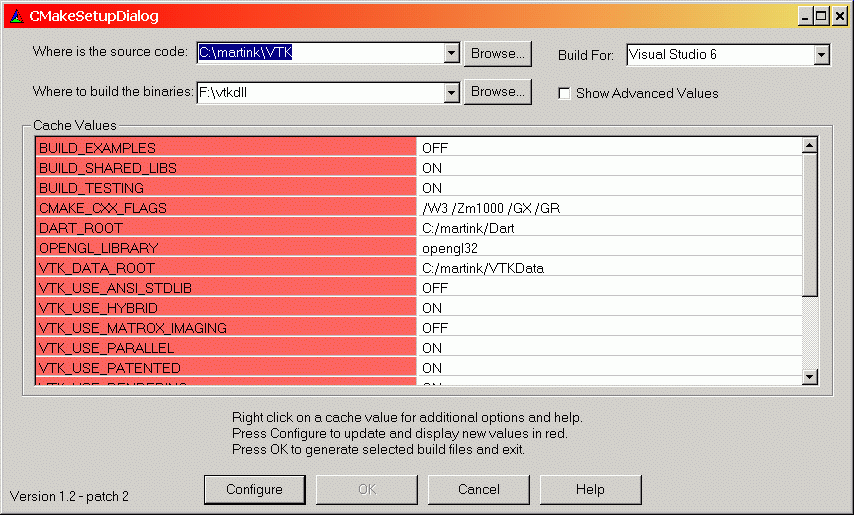 CMakeSetupDialog
Where is the source code: C:\martink\VTK Browse... Build For: Visual Studio 6
Where to build the binaries: F:\vtkdll Browse... Show Advanced Values
Cache Values
BUILD_EXAMPLES OFF
BUILD_SHARED_LIBS ON
BUILD_TESTING ON
CMAKE_CXX_FLAGS /W3 /Zm1000 /GX /GR
DART_ROOT C:/martink/Dart
OPENGL_LIBRARY opengl32
VTK_DATA_ROOT C:/martink/VTKData
VTK_USE_ANSI_STDLIB OFF
VTK_USE_HYBRID ON
VTK_USE_MATROX_IMAGING OFF
VTK_USE_PARALLEL ON
VTK_USE_PATENTED ON
VTK_USE_RENDERING ON
Right click on a cache value for additional options and help.
Press Configure to update and display new values in red.
Press OK to generate selected build files and exit.
Version 1.2 - patch 2 Configure OK Cancel Help